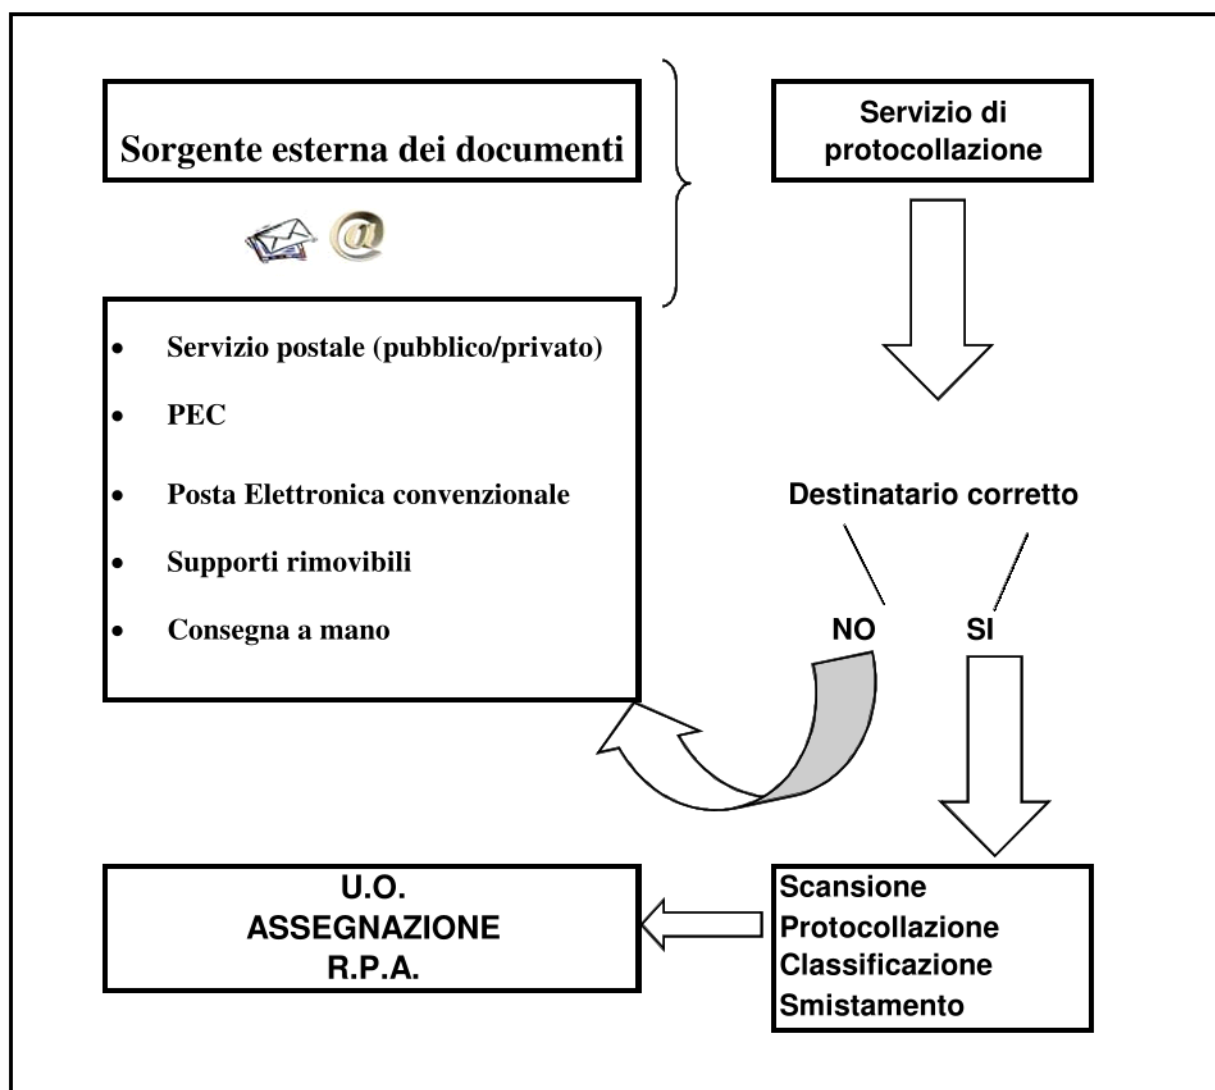 Sorgente esterna dei documenti
Servizio di
protocollazione
• Servizio postale (pubblico/privato)
• PEC
• Posta Elettronica convenzionale
• Supporti rimovibili
• Consegna a mano
Destinatario corretto
NO SI
U.O.
ASSEGNAZIONE
R.P.A.
Scansione
Protocollazione
Classificazione
Smistamento